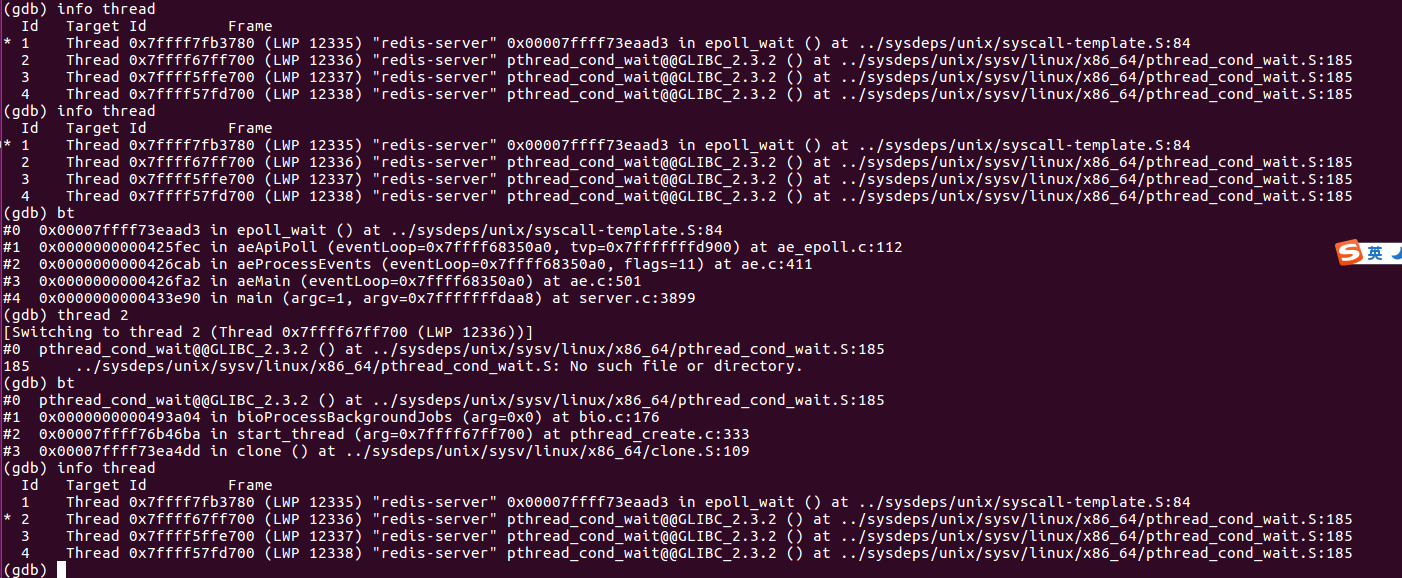 (gdb) info thread
  Id   Target Id         Frame
* 1    Thread 0x7ffff7fb3780 (LWP 12335) "redis-server" 0x00007ffff73eaad3 in epoll_wait () at ../sysdeps/unix/syscall-template.S:84
  2    Thread 0x7ffff67ff700 (LWP 12336) "redis-server" pthread_cond_wait@@GLIBC_2.3.2 () at ../sysdeps/unix/sysv/linux/x86_64/pthread_cond_wait.S:185
  3    Thread 0x7ffff5ffe700 (LWP 12337) "redis-server" pthread_cond_wait@@GLIBC_2.3.2 () at ../sysdeps/unix/sysv/linux/x86_64/pthread_cond_wait.S:185
  4    Thread 0x7ffff57fd700 (LWP 12338) "redis-server" pthread_cond_wait@@GLIBC_2.3.2 () at ../sysdeps/unix/sysv/linux/x86_64/pthread_cond_wait.S:185
(gdb) info thread
  Id   Target Id         Frame
* 1    Thread 0x7ffff7fb3780 (LWP 12335) "redis-server" 0x00007ffff73eaad3 in epoll_wait () at ../sysdeps/unix/syscall-template.S:84
  2    Thread 0x7ffff67ff700 (LWP 12336) "redis-server" pthread_cond_wait@@GLIBC_2.3.2 () at ../sysdeps/unix/sysv/linux/x86_64/pthread_cond_wait.S:185
  3    Thread 0x7ffff5ffe700 (LWP 12337) "redis-server" pthread_cond_wait@@GLIBC_2.3.2 () at ../sysdeps/unix/sysv/linux/x86_64/pthread_cond_wait.S:185
  4    Thread 0x7ffff57fd700 (LWP 12338) "redis-server" pthread_cond_wait@@GLIBC_2.3.2 () at ../sysdeps/unix/sysv/linux/x86_64/pthread_cond_wait.S:185
(gdb) bt
#0  0x00007ffff73eaad3 in epoll_wait () at ../sysdeps/unix/syscall-template.S:84
#1  0x0000000000425fec in aeApiPoll (eventLoop=0x7ffff68350a0, tvp=0x7fffffffd900) at ae_epoll.c:112
#2  0x0000000000426cab in aeProcessEvents (eventLoop=0x7ffff68350a0, flags=11) at ae.c:411
#3  0x0000000000426fa2 in aeMain (eventLoop=0x7ffff68350a0) at ae.c:501
#4  0x0000000000433e90 in main (argc=1, argv=0x7fffffffdaa8) at server.c:3899
(gdb) thread 2
[Switching to thread 2 (Thread 0x7ffff67ff700 (LWP 12336))]
#0  pthread_cond_wait@@GLIBC_2.3.2 () at ../sysdeps/unix/sysv/linux/x86_64/pthread_cond_wait.S:185
185     ../sysdeps/unix/sysv/linux/x86_64/pthread_cond_wait.S: No such file or directory.
(gdb) bt
#0  pthread_cond_wait@@GLIBC_2.3.2 () at ../sysdeps/unix/sysv/linux/x86_64/pthread_cond_wait.S:185
#1  0x0000000000493a04 in bioProcessBackgroundJobs (arg=0x0) at bio.c:176
#2  0x00007ffff76b46ba in start_thread (arg=0x7ffff67ff700) at pthread_create.c:333
#3  0x00007ffff73ea4dd in clone () at ../sysdeps/unix/sysv/linux/x86_64/clone.S:109
(gdb) info thread
  Id   Target Id         Frame
  1    Thread 0x7ffff7fb3780 (LWP 12335) "redis-server" 0x00007ffff73eaad3 in epoll_wait () at ../sysdeps/unix/syscall-template.S:84
* 2    Thread 0x7ffff67ff700 (LWP 12336) "redis-server" pthread_cond_wait@@GLIBC_2.3.2 () at ../sysdeps/unix/sysv/linux/x86_64/pthread_cond_wait.S:185
  3    Thread 0x7ffff5ffe700 (LWP 12337) "redis-server" pthread_cond_wait@@GLIBC_2.3.2 () at ../sysdeps/unix/sysv/linux/x86_64/pthread_cond_wait.S:185
  4    Thread 0x7ffff57fd700 (LWP 12338) "redis-server" pthread_cond_wait@@GLIBC_2.3.2 () at ../sysdeps/unix/sysv/linux/x86_64/pthread_cond_wait.S:185
(gdb)
S 英